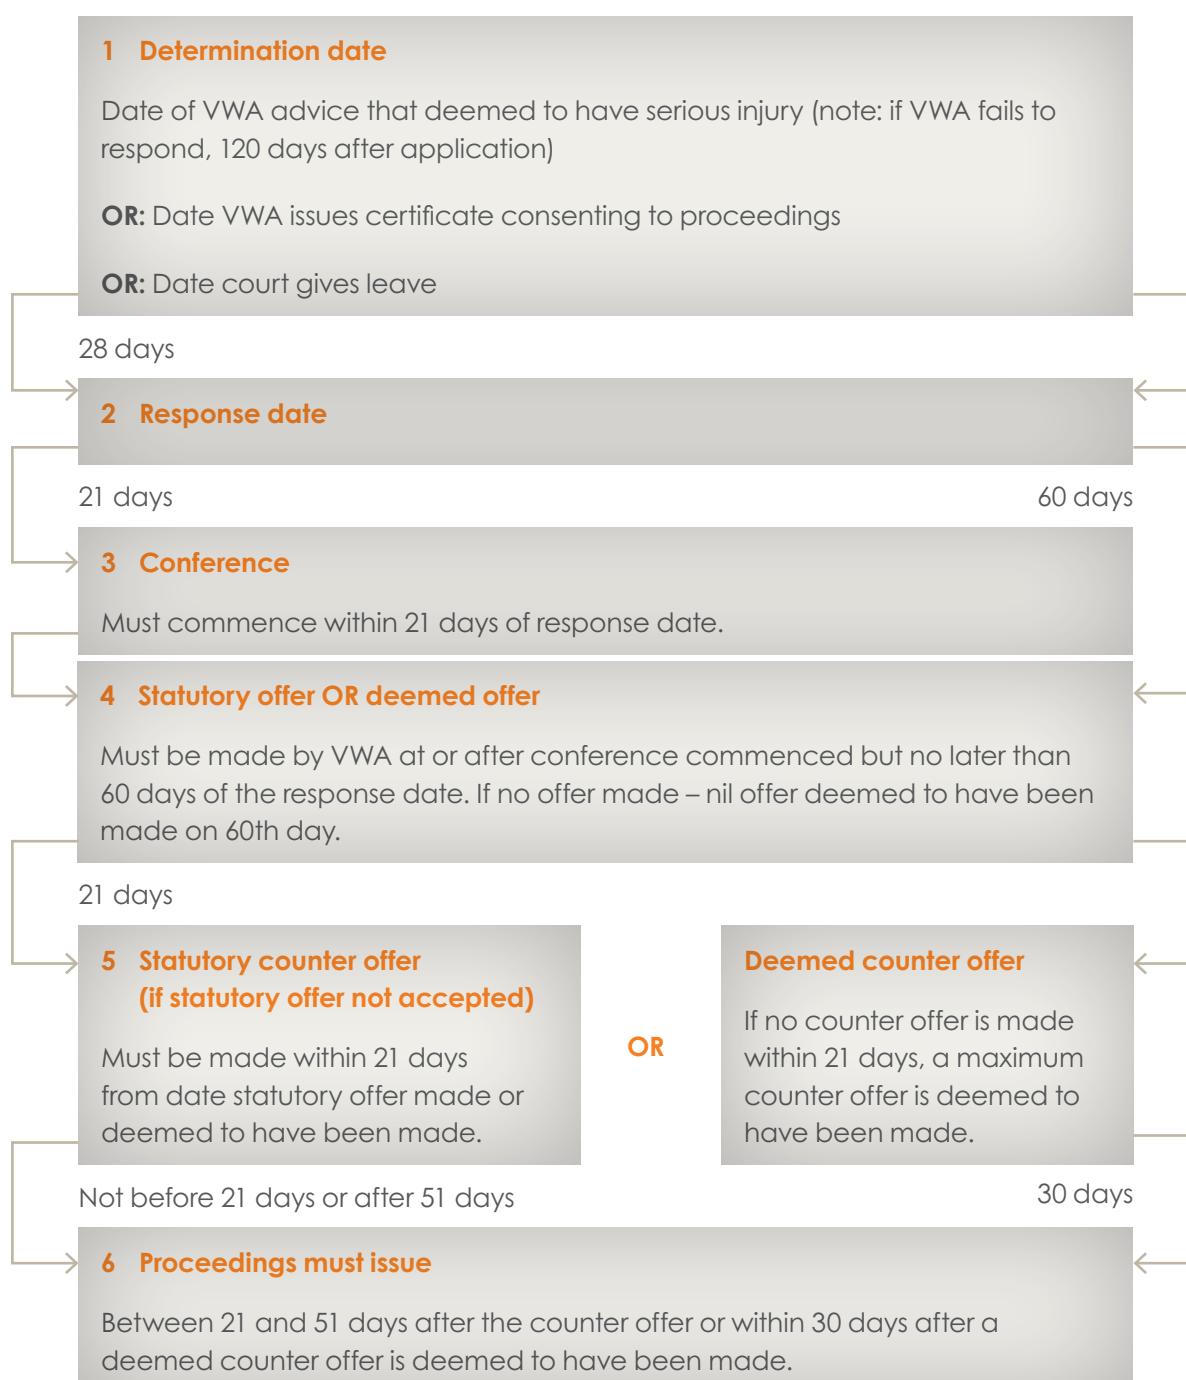 1 Determination date
Date of VWA advice that deemed to have serious injury (note: if VWA fails to
respond, 120 days after application)
OR: Date VWA issues certificate consenting to proceedings
OR: Date court gives leave
28 days
2 Response date
21 days
60 days
3 Conference
Must commence within 21 days of response date.
4 Statutory offer OR deemed offer
Must be made by VWA at or after conference commenced but no later than
60 days of the response date. If no offer made – nil offer deemed to have been
made on 60th day.
21 days
5 Statutory counter offer
(if statutory offer not accepted)
Must be made within 21 days
from date statutory offer made or
deemed to have been made.
OR
Deemed counter offer
If no counter offer is made
within 21 days, a maximum
counter offer is deemed to
have been made.
Not before 21 days or after 51 days
30 days
6 Proceedings must issue
Between 21 and 51 days after the counter offer or within 30 days after a
deemed counter offer is deemed to have been made.